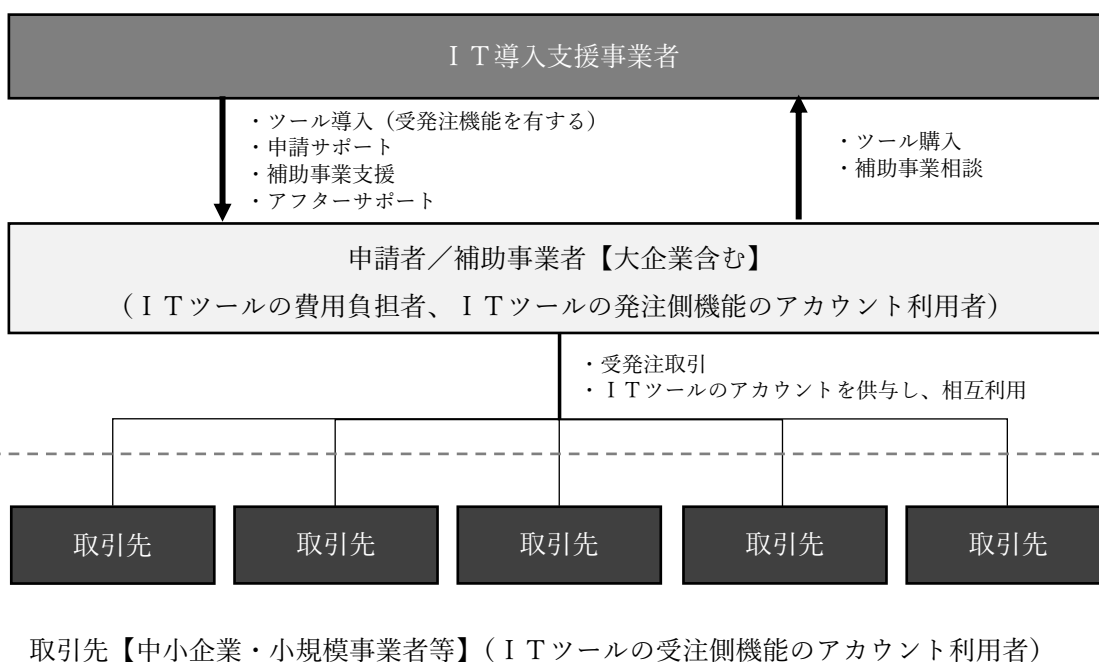 ＩＴ導入支援事業者
・ツール導入（受発注機能を有する）
・申請サポート
・補助事業支援
・アフターサポート
・ツール購入
・補助事業相談
申請者／補助事業者【大企業含む】
（ＩＴツールの費用負担者、ＩＴツールの発注側機能のアカウント利用者）
・受発注取引
・ＩＴツールのアカウントを供与し、相互利用
取引先
取引先
取引先
取引先
取引先
取引先【中小企業・小規模事業者等】（ＩＴツールの受注側機能のアカウント利用者）